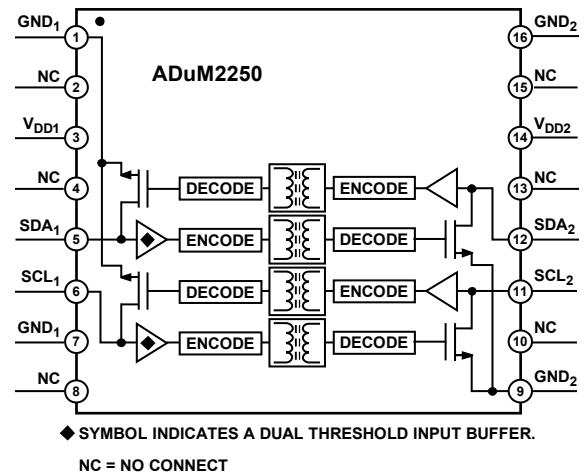 GND1
1
NC
2
VDD1
3
NC
4
SDA1
5
SCL1
6
GND1
7
NC
8
ADuM2250
DECODE
ENCODE
ENCODE
DECODE
DECODE
ENCODE
ENCODE
DECODE
16
GND2
15
NC
14
VDD2
13
NC
12
SDA2
11
SCL2
10
NC
9
GND2
◆ SYMBOL INDICATES A DUAL THRESHOLD INPUT BUFFER.
NC = NO CONNECT